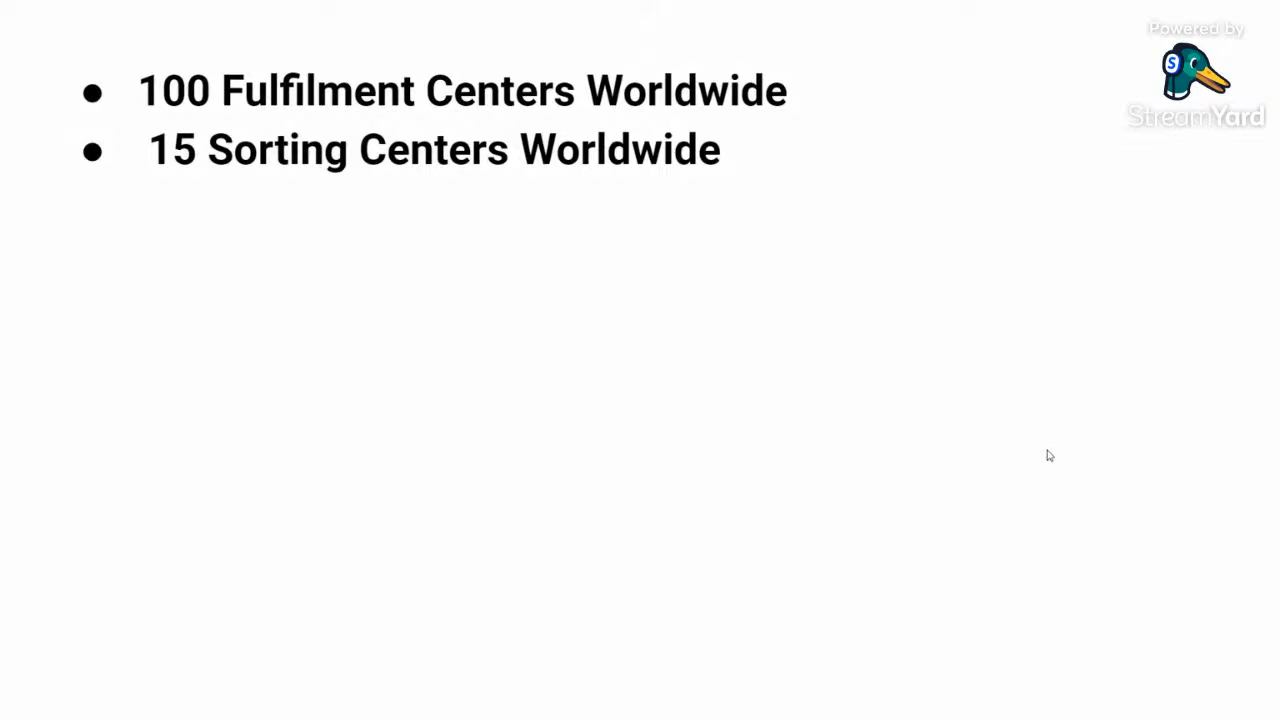 Powered by
S
StreamYard
● 100 Fulfilment Centers Worldwide
● 15 Sorting Centers Worldwide